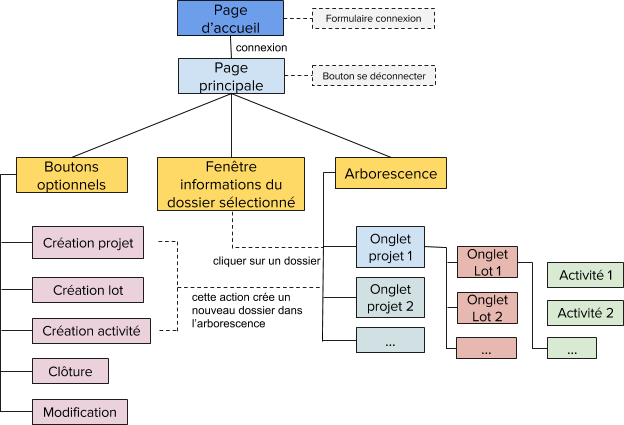 Page
d'accueil
Formulaire connexion
connexion
Page
principale
Bouton se déconnecter
Boutons
optionnels
Fenêtre
informations du
dossier sélectionné
Arborescence
Création projet
Création lot
Création activité
Clôture
Modification
cliquer sur un dossier
cette action crée un
nouveau dossier dans
l'arborescence
Onglet
projet 1
Onglet
projet 2
...
Onglet
Lot 1
Onglet
Lot 2
...
Activité 1
Activité 2
...